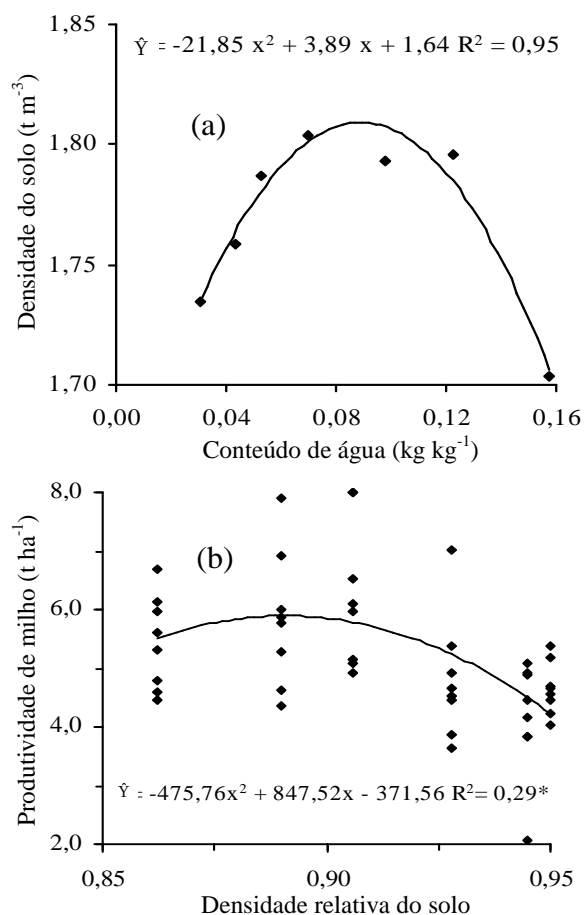 1,85
Ŷ = -21,85 x² + 3,89 x + 1,64 R² = 0,95
(a)
1,80
1,75
1,70
Densidade do solo (t m⁻³)
0,00 0,04 0,08 0,12 0,16
Conteúdo de água (kg kg⁻¹)
8,0
(b)
6,0
4,0
Ŷ = -475,76x² + 847,52x - 371,56 R²= 0,29*
2,0
Produtividade de milho (t ha⁻¹)
0,85 0,90 0,95
Densidade relativa do solo